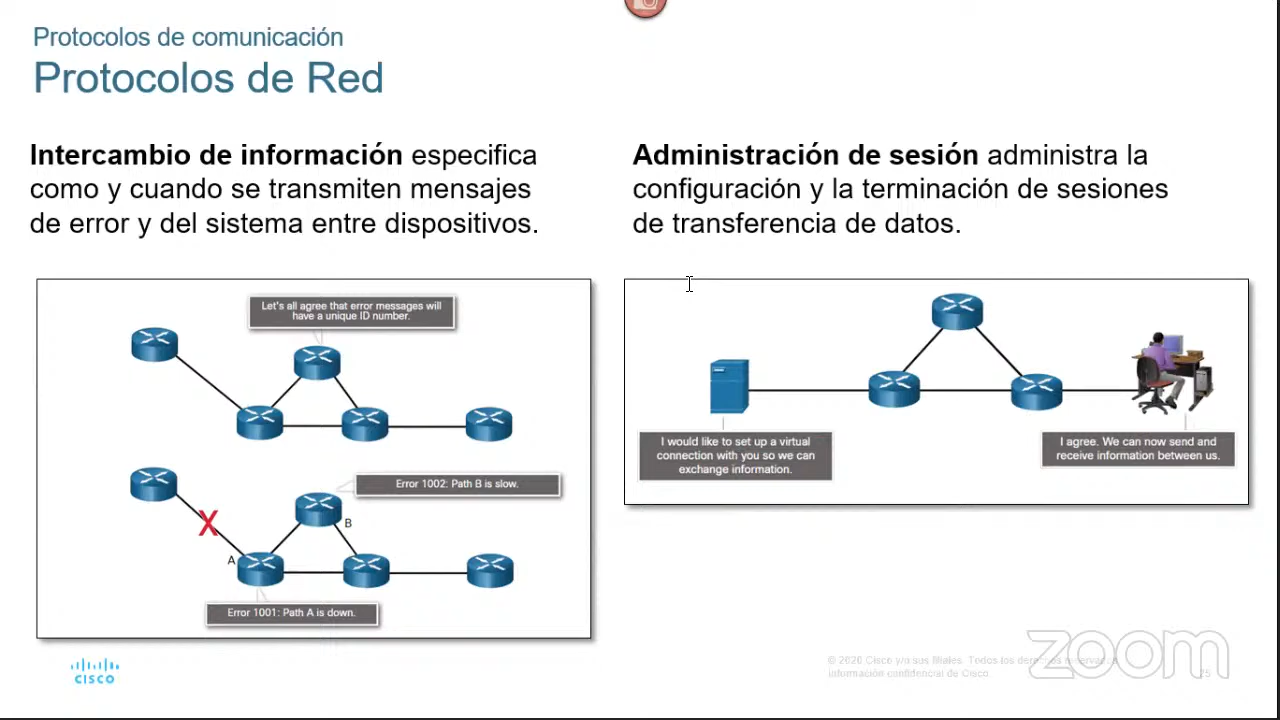 Protocolos de comunicación
Protocolos de Red
Intercambio de información especifica
como y cuando se transmiten mensajes
de error y del sistema entre dispositivos.
Administración de sesión administra la
configuración y la terminación de sesiones
de transferencia de datos.
Let's all agree that error messages will
have a unique ID number.
Error 1002: Path B is slow.
B
A
Error 1001: Path A is down.
X
I would like to set up a virtual
connection with you so we can
exchange information.
I agree. We can now send and
receive information between us.
CISCO
© 2020 Cisco y/o sus filiales. Todos los derechos reservados.
Información confidencial de Cisco
25
zoom